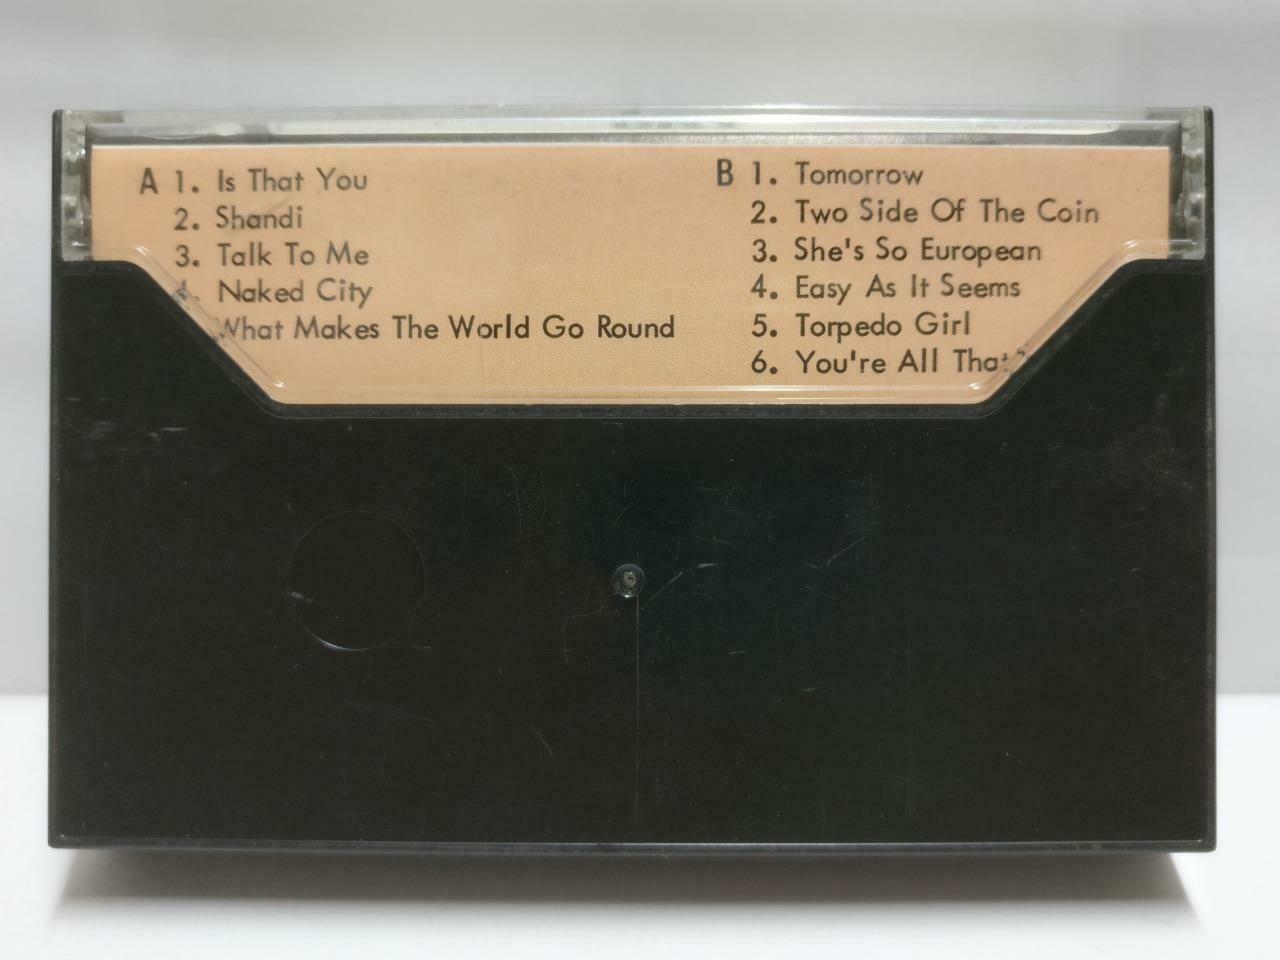 A 1. Is That You
2. Shandi
3. Talk To Me
4. Naked City
What Makes The World Go Round
B 1. Tomorrow
2. Two Side Of The Coin
3. She's So European
4. Easy As It Seems
5. Torpedo Girl
6. You're All That